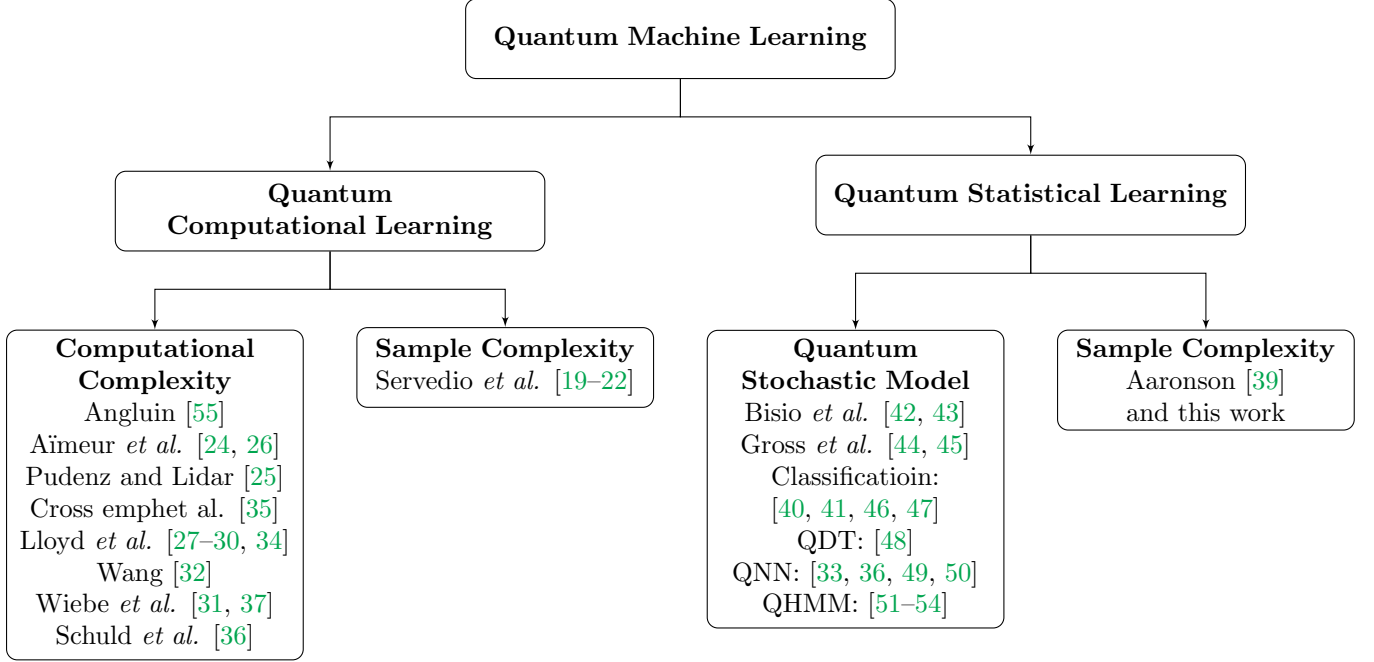 Quantum Machine Learning
Quantum
Computational Learning
Quantum Statistical Learning
Computational
Complexity
Angluin [55]
Aïmeur et al. [24, 26]
Pudenz and Lidar [25]
Cross emphet al. [35]
Lloyd et al. [27–30, 34]
Wang [32]
Wiebe et al. [31, 37]
Schuld et al. [36]
Sample Complexity
Servedio et al. [19–22]
Quantum
Stochastic Model
Bisio et al. [42, 43]
Gross et al. [44, 45]
Classificatioin:
[40, 41, 46, 47]
QDT: [48]
QNN: [33, 36, 49, 50]
QHMM: [51–54]
Sample Complexity
Aaronson [39]
and this work